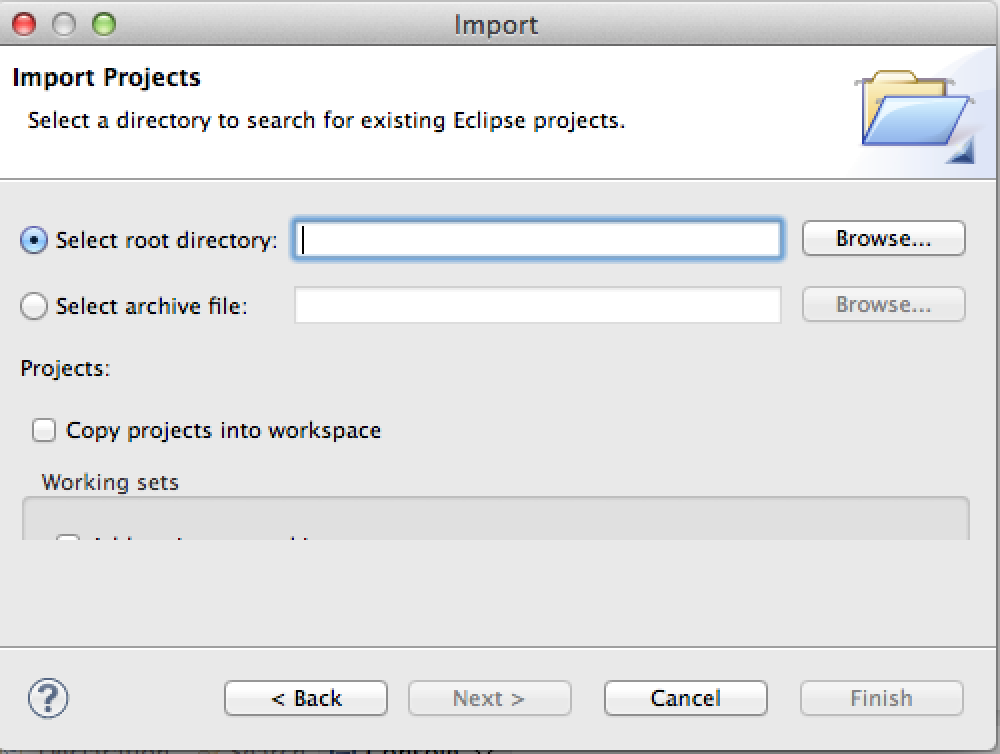 Import
Import Projects
Select a directory to search for existing Eclipse projects.
Select root directory: Browse...
Select archive file: Browse...
Projects:
Copy projects into workspace
Working sets
? < Back Next > Cancel Finish